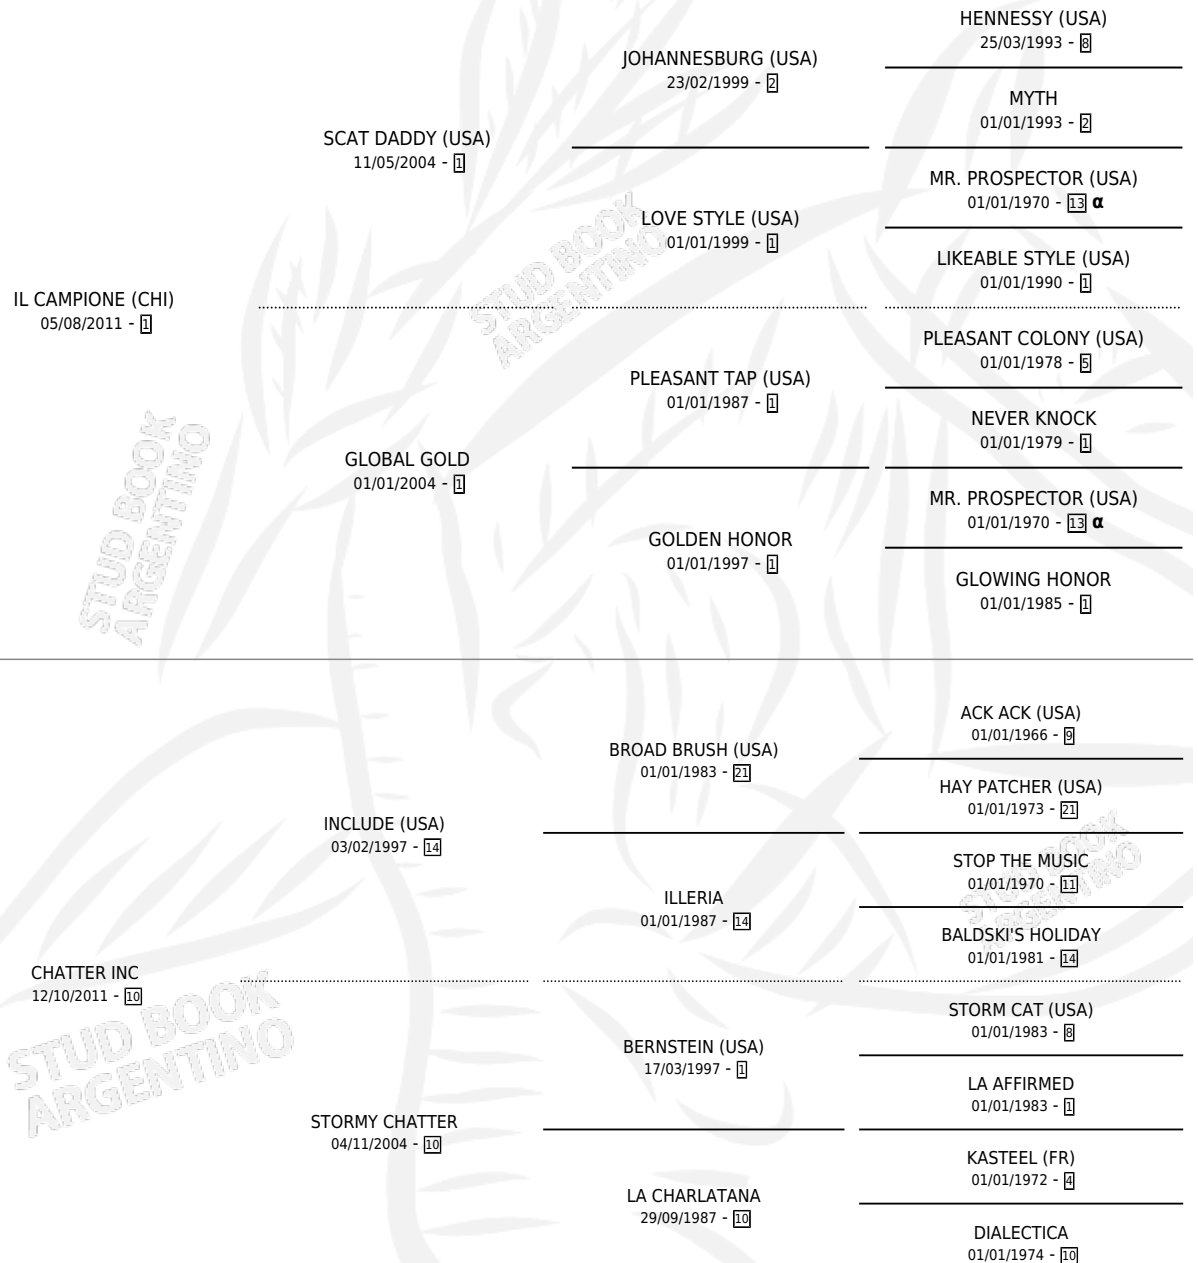 HENNESSY (USA)
25/03/1993 - 8
JOHANNESBURG (USA)
23/02/1999 - 2
MYTH
01/01/1993 - 2
SCAT DADDY (USA)
11/05/2004 - 1
MR. PROSPECTOR (USA)
01/01/1970 - 13 α
LOVE STYLE (USA)
01/01/1999 - 1
LIKEABLE STYLE (USA)
01/01/1990 - 1
IL CAMPIONE (CHI)
05/08/2011 - 1
PLEASANT COLONY (USA)
01/01/1978 - 5
PLEASANT TAP (USA)
01/01/1987 - 1
NEVER KNOCK
01/01/1979 - 1
GLOBAL GOLD
01/01/2004 - 1
MR. PROSPECTOR (USA)
01/01/1970 - 13 α
GOLDEN HONOR
01/01/1997 - 1
GLOWING HONOR
01/01/1985 - 1
STUD BOOK
ARGENTINO
STUD BOOK
ARGENTINO
ACK ACK (USA)
01/01/1966 - 9
BROAD BRUSH (USA)
01/01/1983 - 21
HAY PATCHER (USA)
01/01/1973 - 21
INCLUDE (USA)
03/02/1997 - 14
STOP THE MUSIC
01/01/1970 - 11
ILLERIA
01/01/1987 - 14
BALDSKI'S HOLIDAY
01/01/1981 - 14
STUD BOOK
ARGENTINO
CHATTER INC
12/10/2011 - 10
STUD BOOK
ARGENTINO
STORM CAT (USA)
01/01/1983 - 8
BERNSTEIN (USA)
17/03/1997 - 1
LA AFFIRMED
01/01/1983 - 1
STORMY CHATTER
04/11/2004 - 10
KASTEEL (FR)
01/01/1972 - 4
LA CHARLATANA
29/09/1987 - 10
DIALECTICA
01/01/1974 - 10